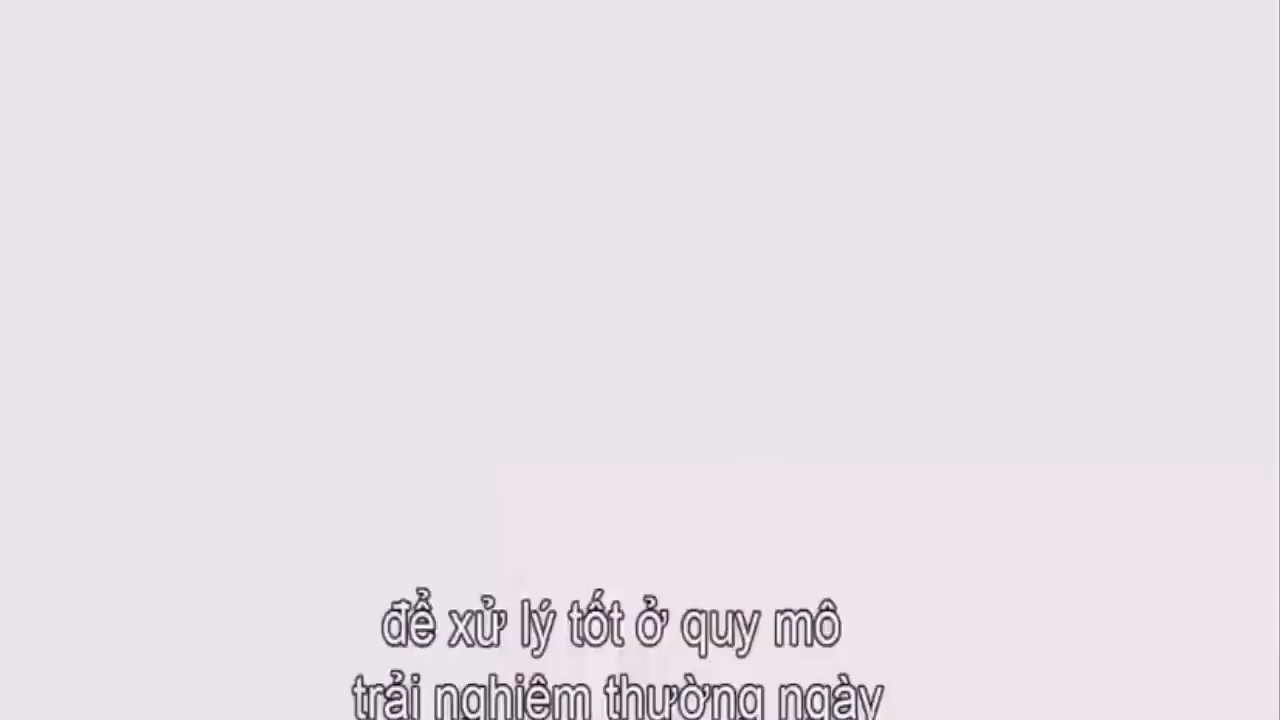 để xử lý tốt ở quy mô
trải nghiệm thường ngày